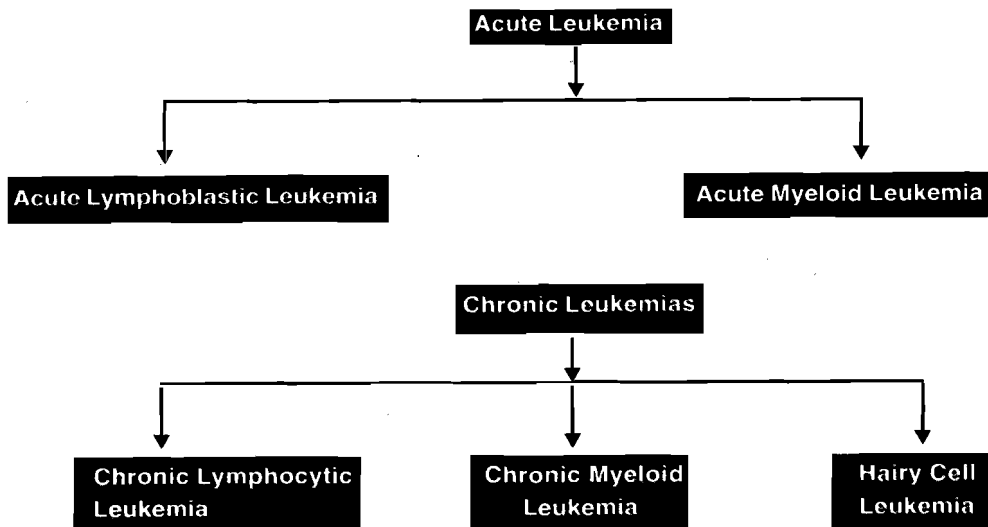 Acute Leukemia
Acute Lymphoblastic Leukemia
Acute Myeloid Leukemia
Chronic Leukemias
Chronic Lymphocytic
Leukemia
Chronic Myeloid
Leukemia
Hairy Cell
Leukemia